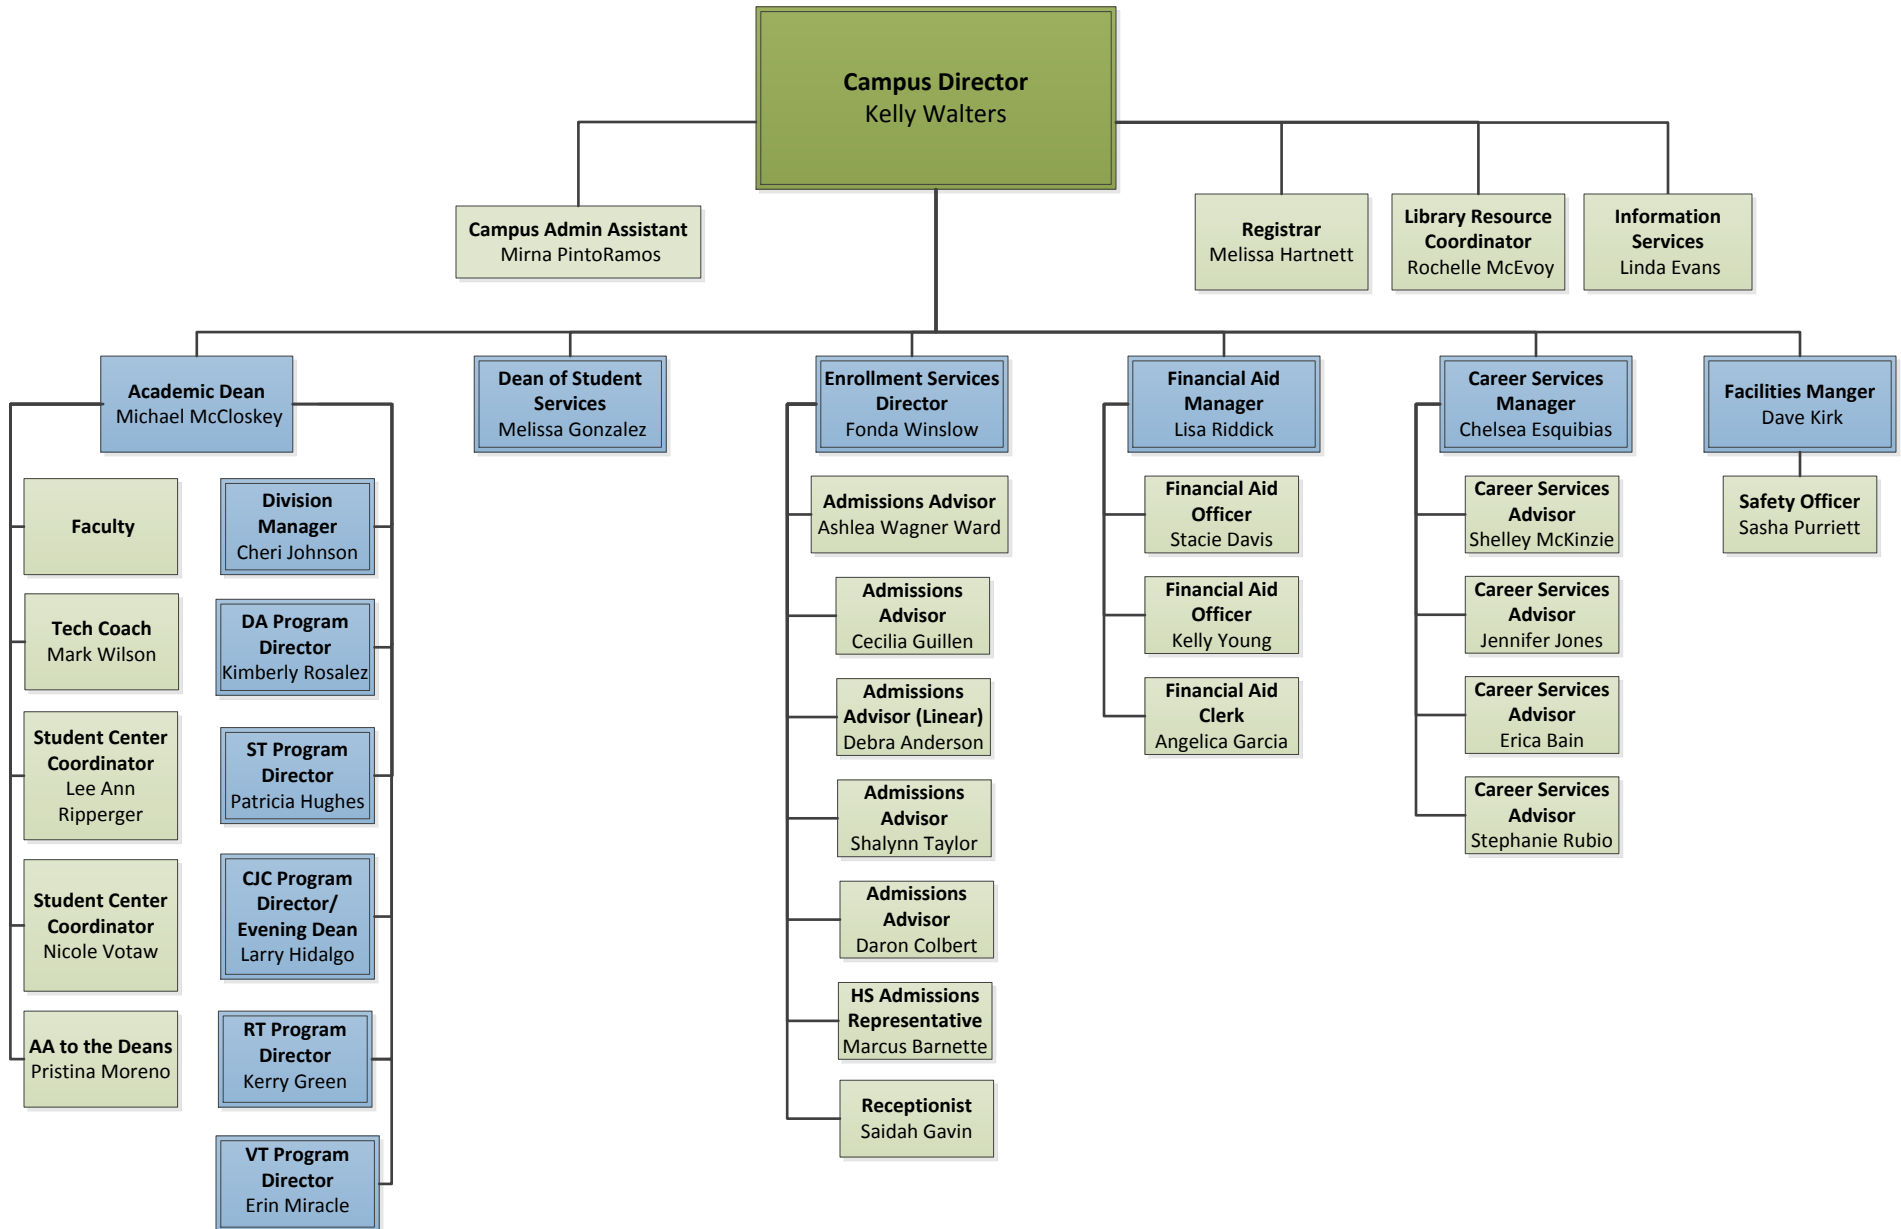 Campus Director
Kelly Walters
Campus Admin Assistant
Mirna PintoRamos
Registrar
Melissa Hartnett
Library Resource
Coordinator
Rochelle McEvoy
Information
Services
Linda Evans
Academic Dean
Michael McCloskey
Dean of Student
Services
Melissa Gonzalez
Enrollment Services
Director
Fonda Winslow
Financial Aid
Manager
Lisa Riddick
Career Services
Manager
Chelsea Esquibias
Facilities Manger
Dave Kirk
Faculty
Tech Coach
Mark Wilson
Student Center
Coordinator
Lee Ann
Ripperger
Student Center
Coordinator
Nicole Votaw
AA to the Deans
Pristina Moreno
Division
Manager
Cheri Johnson
DA Program
Director
Kimberly Rosalez
ST Program
Director
Patricia Hughes
CJC Program
Director/
Evening Dean
Larry Hidalgo
RT Program
Director
Kerry Green
VT Program
Director
Erin Miracle
Admissions Advisor
Ashlea Wagner Ward
Admissions
Advisor
Cecilia Guillen
Admissions
Advisor (Linear)
Debra Anderson
Admissions
Advisor
Shalynn Taylor
Admissions
Advisor
Daron Colbert
HS Admissions
Representative
Marcus Barnette
Receptionist
Saidah Gavin
Financial Aid
Officer
Stacie Davis
Financial Aid
Officer
Kelly Young
Financial Aid
Clerk
Angelica Garcia
Career Services
Advisor
Shelley McKinzie
Career Services
Advisor
Jennifer Jones
Career Services
Advisor
Erica Bain
Career Services
Advisor
Stephanie Rubio
Safety Officer
Sasha Purriett